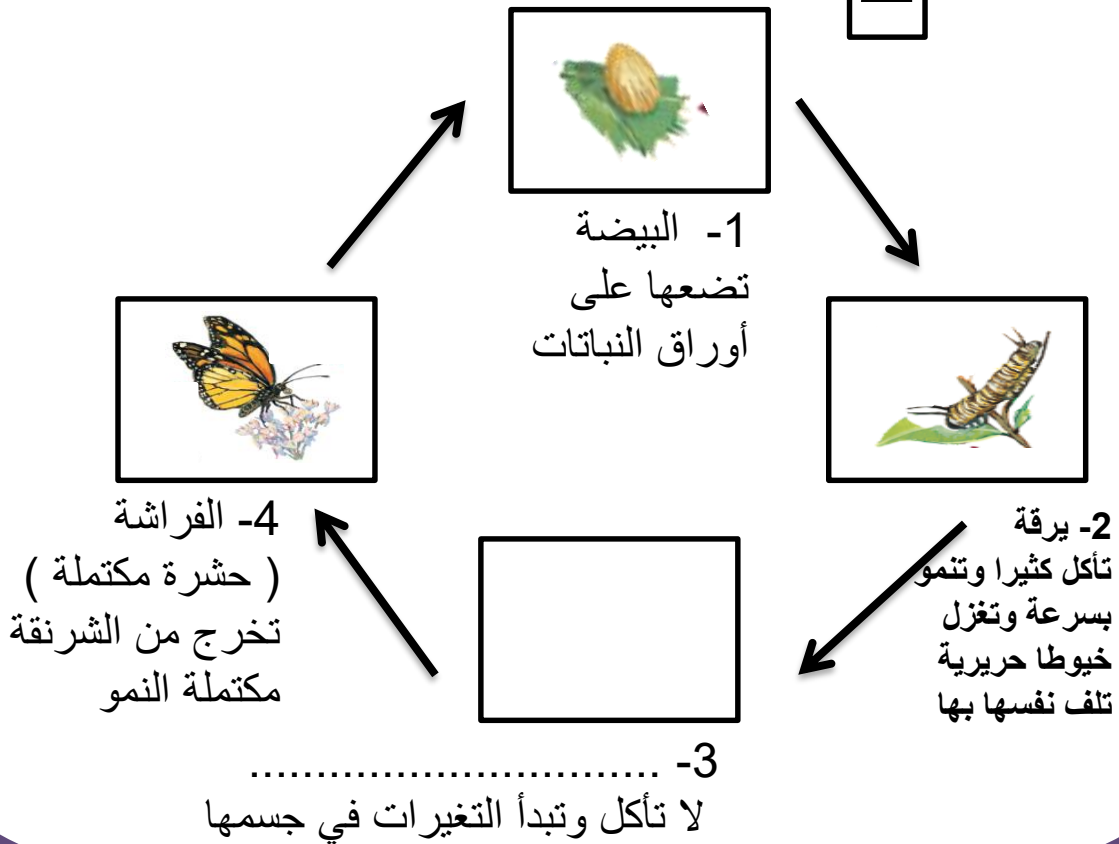 1- البيضة
تضعها على
أوراق النباتات
2- يرقة
تأكل كثيرا وتنمو
بسرعة وتغزل
خيوطا حريرية
تلف نفسها بها
3- ...............................
لا تأكل وتبدأ التغيرات في جسمها
4- الفراشة
( حشرة مكتملة )
تخرج من الشرنقة
مكتملة النمو